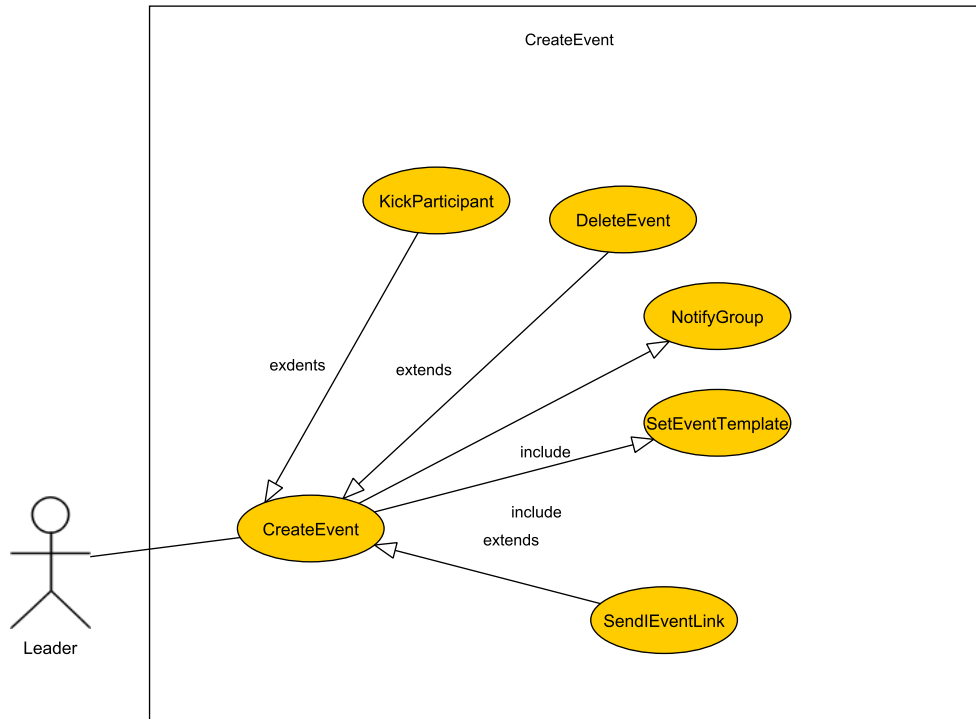 CreateEvent
KickParticipant
DeleteEvent
NotifyGroup
exdents
extends
SetEventTemplate
include
include
CreateEvent
extends
SendIEventLink
Leader